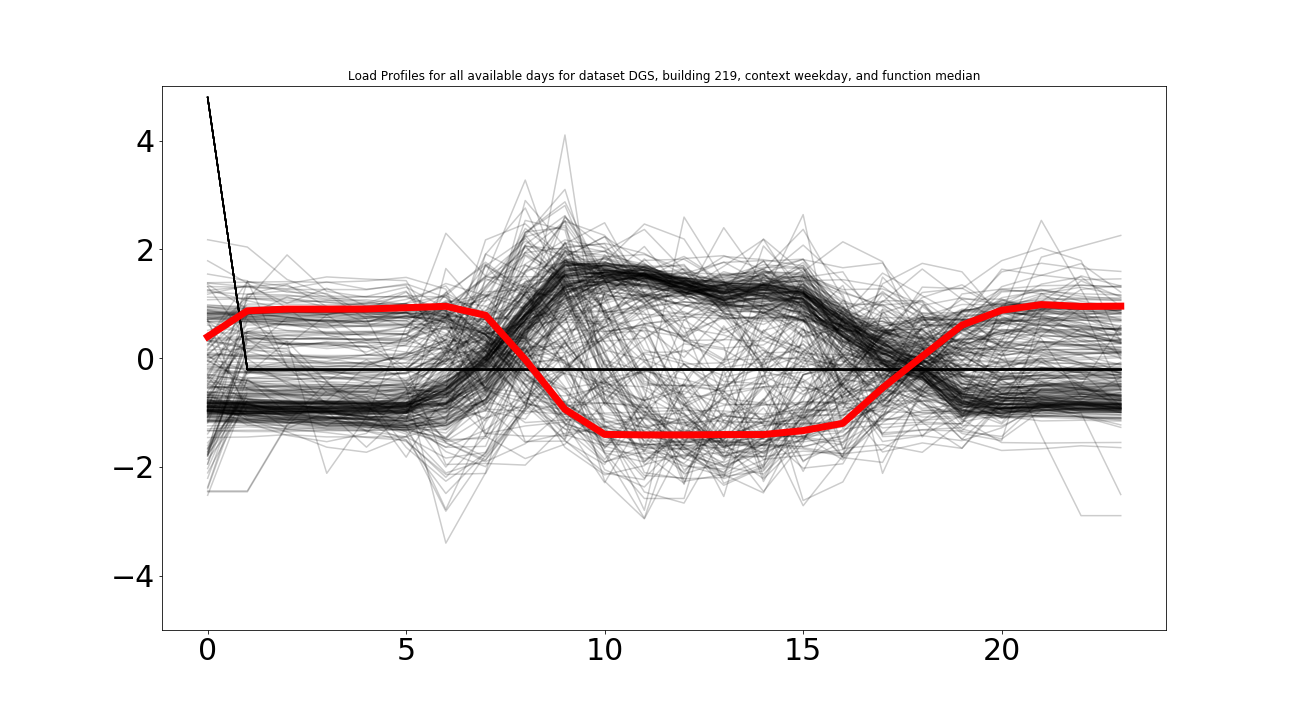 Load Profiles for all available days for dataset DGS, building 219, context weekday, and function median
4
2
0
−2
−4
0 5 10 15 20